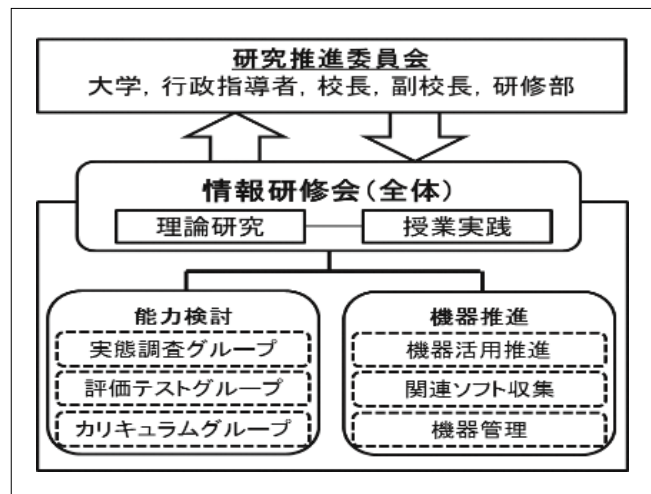 研究推進委員会
大学，行政指導者，校長，副校長，研修部
情報研修会（全体）
理論研究
授業実践
能力検討
実態調査グループ
評価テストグループ
カリキュラムグループ
機器推進
機器活用推進
関連ソフト収集
機器管理